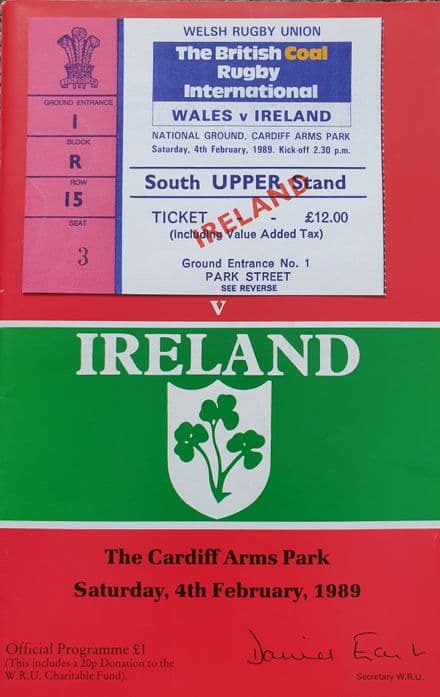 WELSH RUGBY UNION
The British Coal
Rugby
International
WALES v IRELAND
NATIONAL GROUND, CARDIFF ARMS PARK
Saturday, 4th February, 1989. Kick-off 2.30 p.m.
South UPPER Stand
IRELAND
TICKET - - £12.00
(including Value Added Tax)
Ground Entrance No. 1
PARK STREET
SEE REVERSE
GROUND ENTRANCE
1
BLOCK
R
ROW
15
SEAT
3
v
IRELAND
The Cardiff Arms Park
Saturday, 4th February, 1989
Official Programme £1
(This includes a 20p Donation to the
W.R.U. Charitable Fund).
Secretary W.R.U.